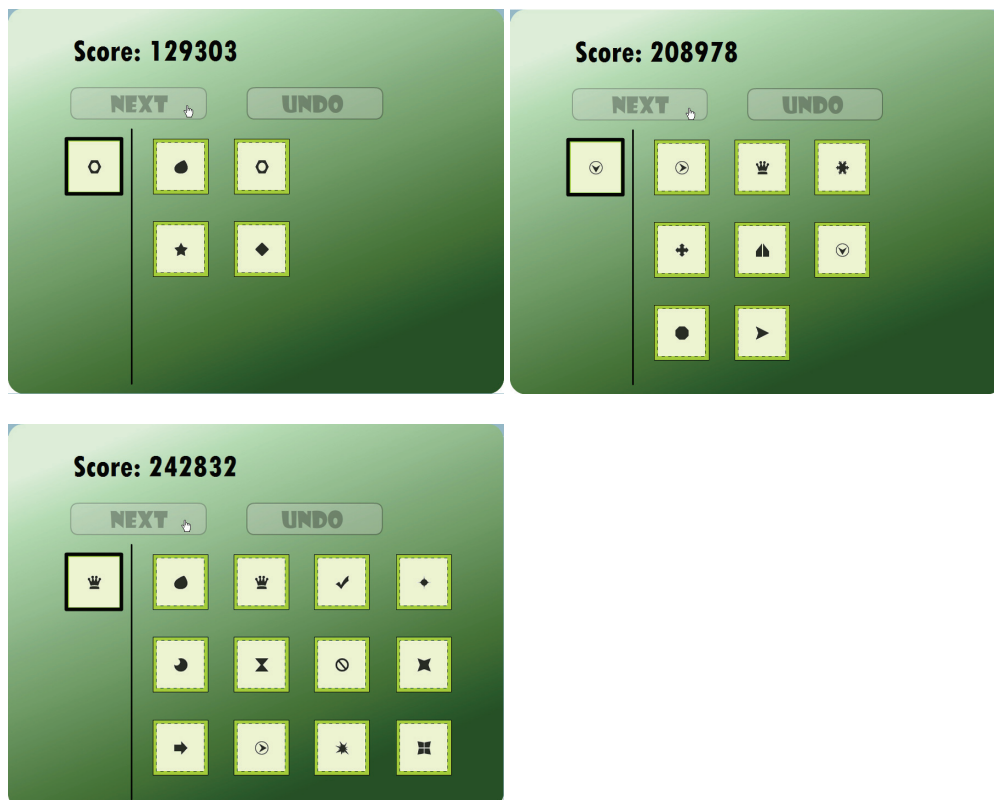 Score: 129303
NEXT
UNDO
Score: 208978
NEXT
UNDO
Score: 242832
NEXT
UNDO